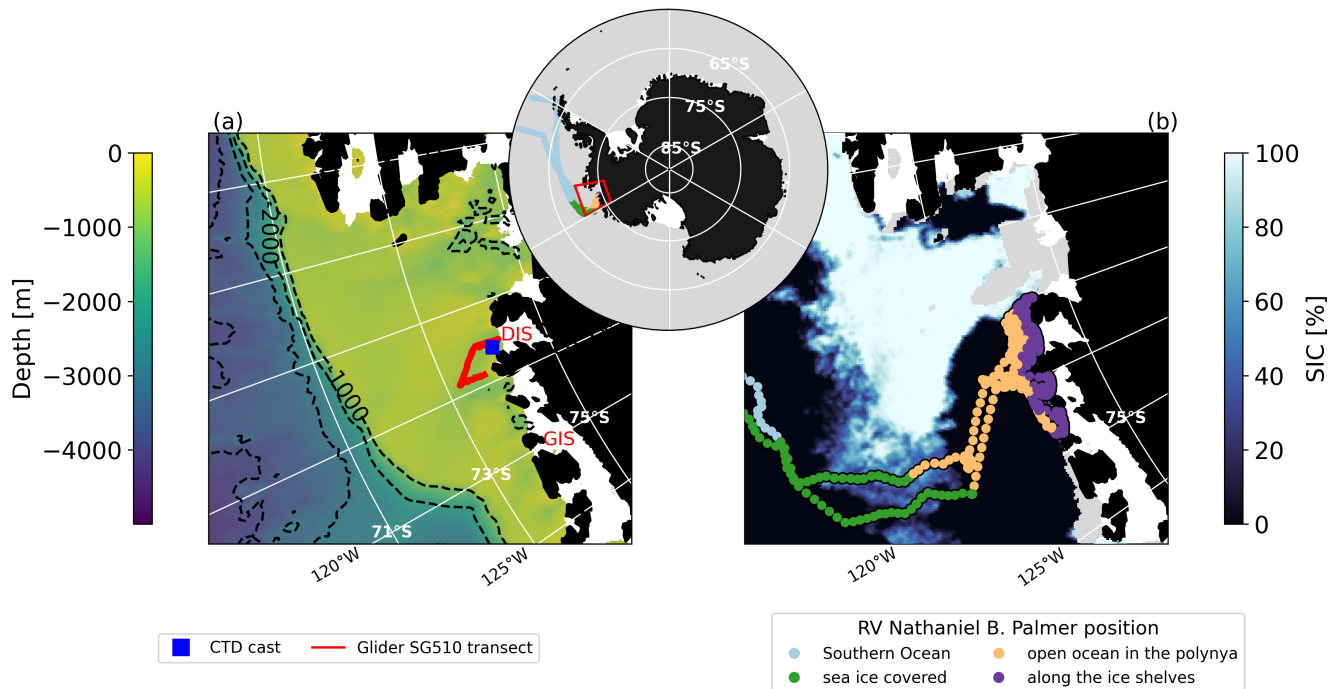 65°S
75°S
85°S
(a)
(b)
0
−1000
−2000
−3000
−4000
Depth [m]
2000
1000
DIS
GIS
75°S
73°S
71°S
120°W
125°W
75°S
120°W
125°W
100
80
60
40
20
0
SIC [%]
CTD cast
Glider SG510 transect
RV Nathaniel B. Palmer position
Southern Ocean
open ocean in the polynya
sea ice covered
along the ice shelves